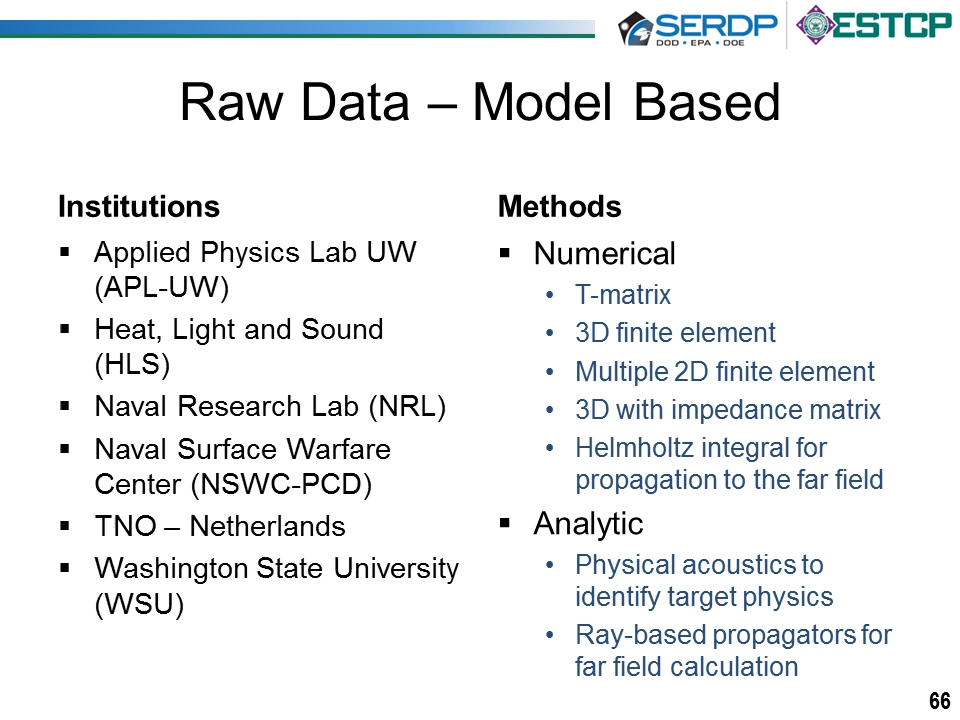 SERDP
DOD • EPA • DOE
ESTCP
Raw Data – Model Based
Institutions
▪ Applied Physics Lab UW
(APL-UW)
▪ Heat, Light and Sound
(HLS)
▪ Naval Research Lab (NRL)
▪ Naval Surface Warfare
Center (NSWC-PCD)
▪ TNO – Netherlands
▪ Washington State University
(WSU)
Methods
▪ Numerical
• T-matrix
• 3D finite element
• Multiple 2D finite element
• 3D with impedance matrix
• Helmholtz integral for
propagation to the far field
▪ Analytic
• Physical acoustics to
identify target physics
• Ray-based propagators for
far field calculation
66